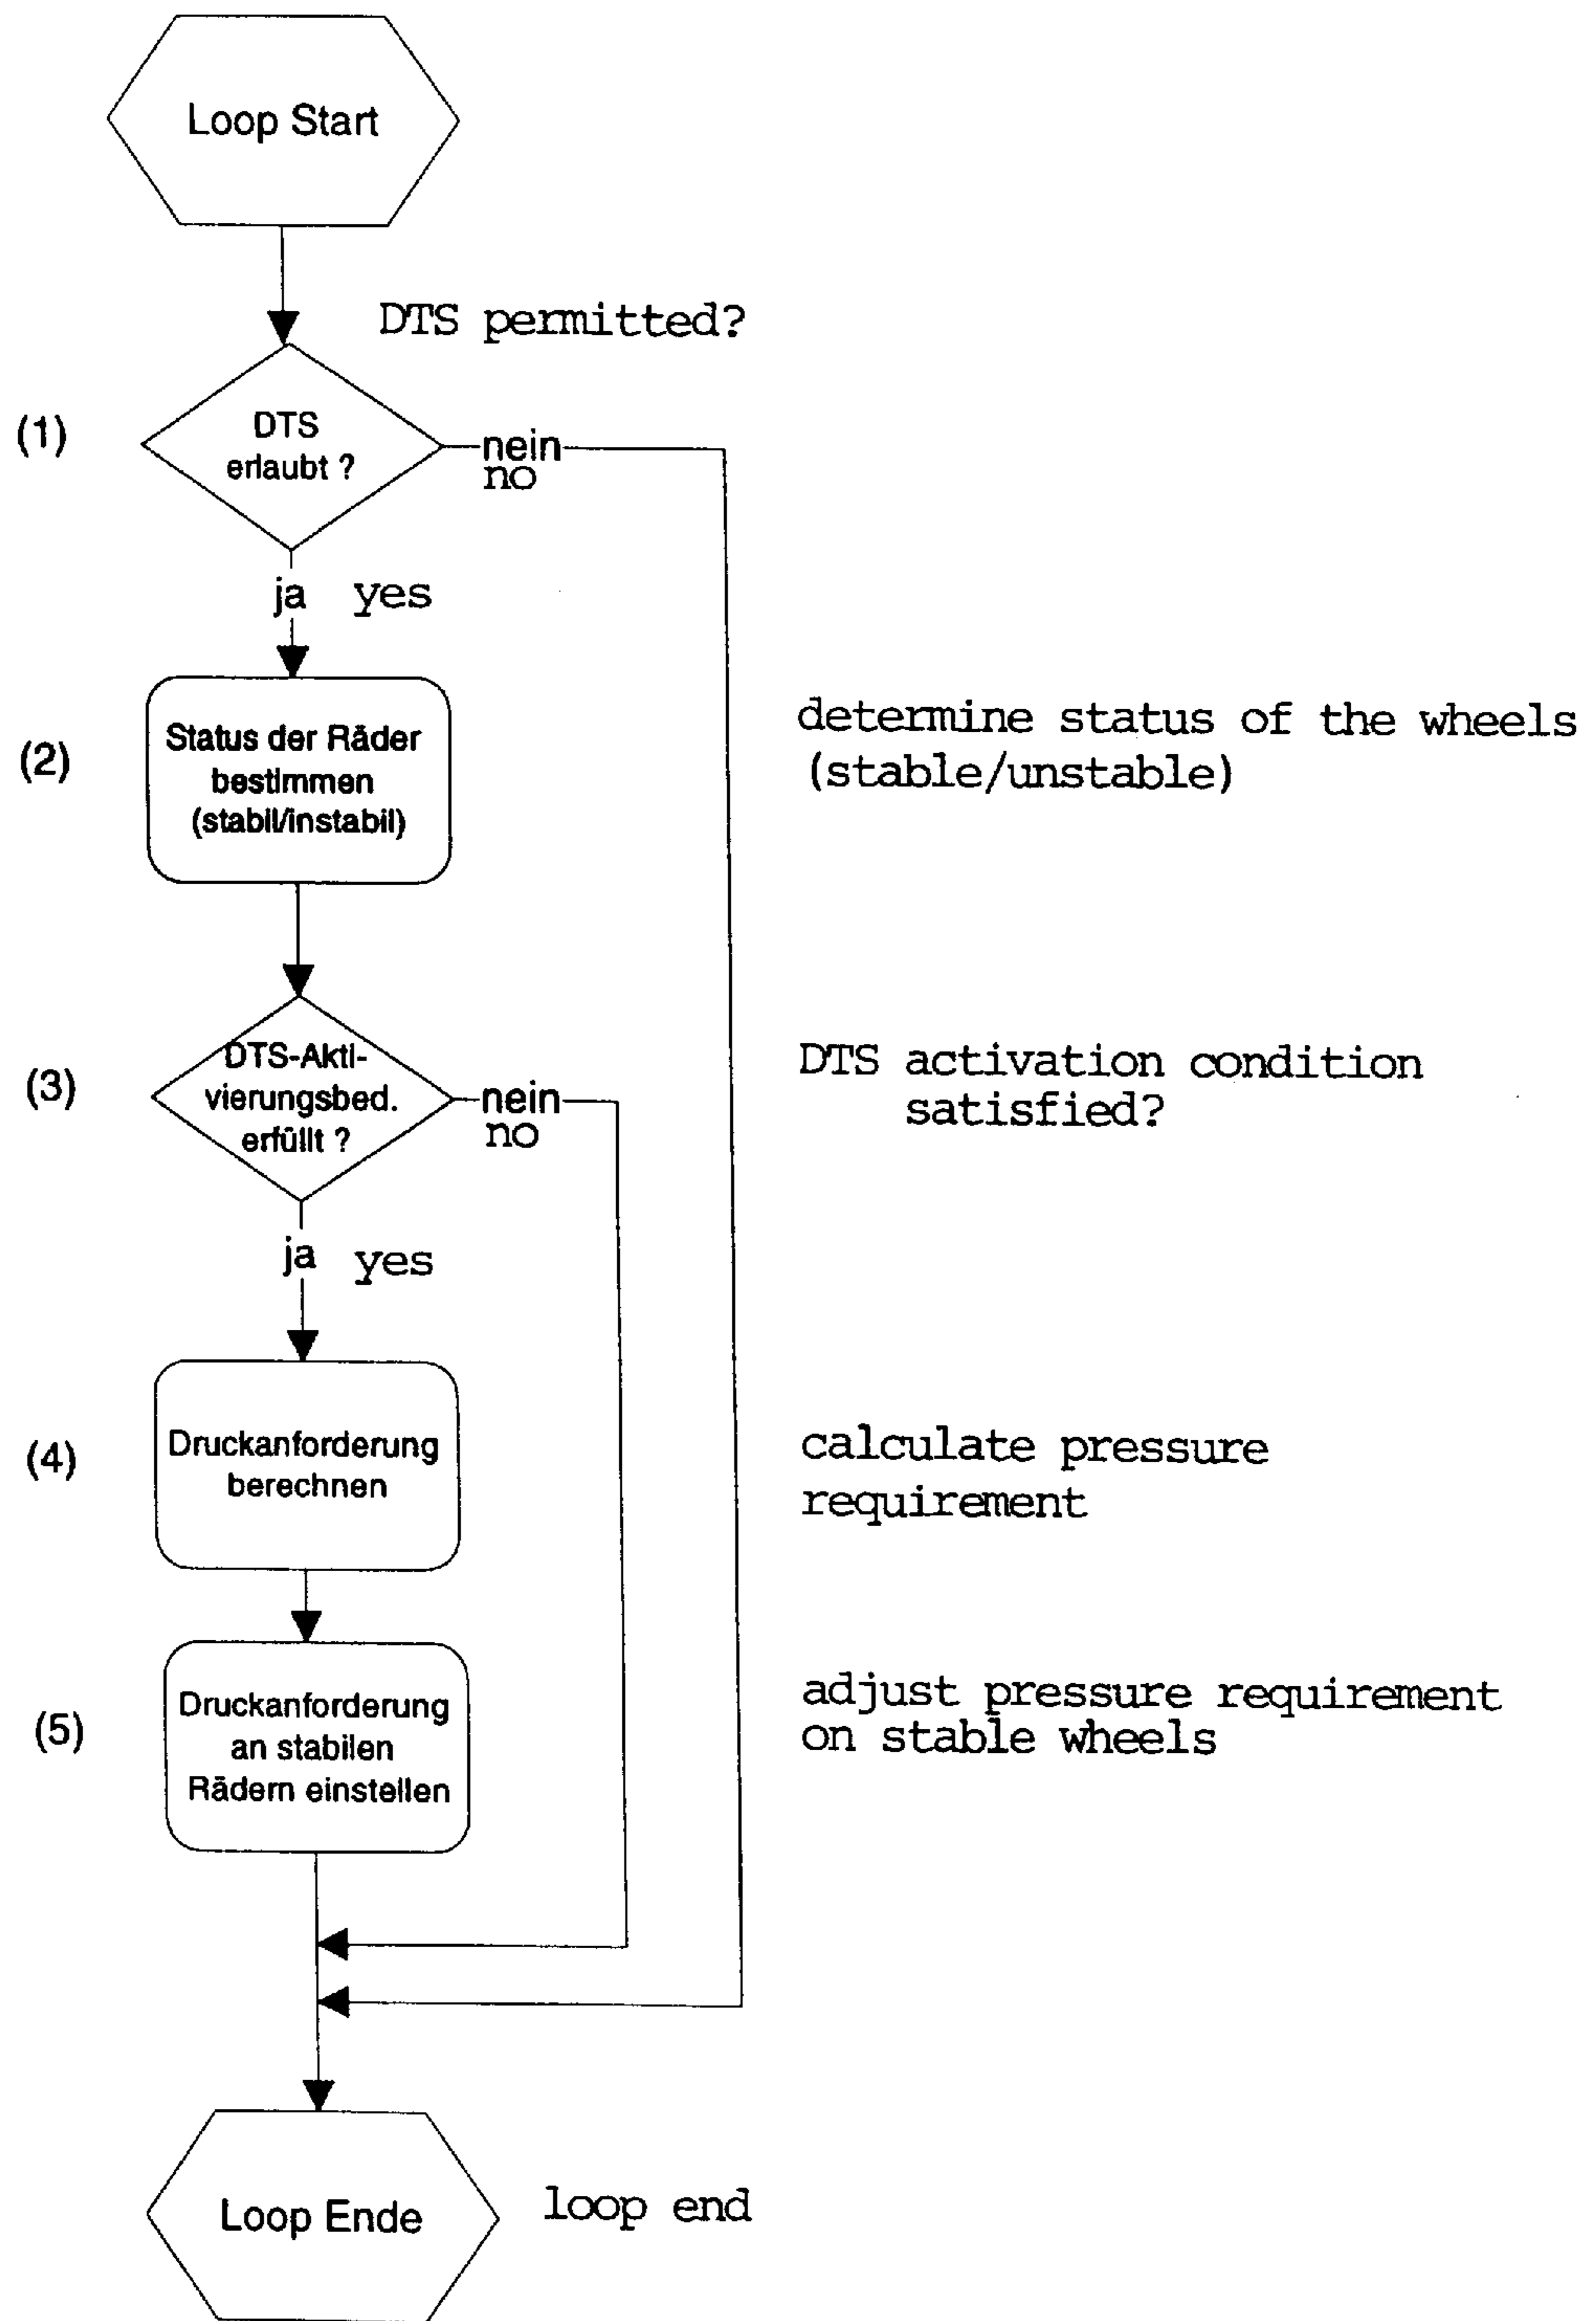 Loop Start
DTS permitted?
(1)
DTS
erlaubt ?
nein
no
ja yes
(2)
Status der Räder
bestimmen
(stabil/instabil)
determine status of the wheels
(stable/unstable)
(3)
DTS-Akti-
vierungsbed.
erfüllt ?
nein
no
DTS activation condition
satisfied?
ja yes
(4)
Druckanforderung
berechnen
calculate pressure
requirement
(5)
Druckanforderung
an stabilen
Rädern einstellen
adjust pressure requirement
on stable wheels
Loop Ende
loop end